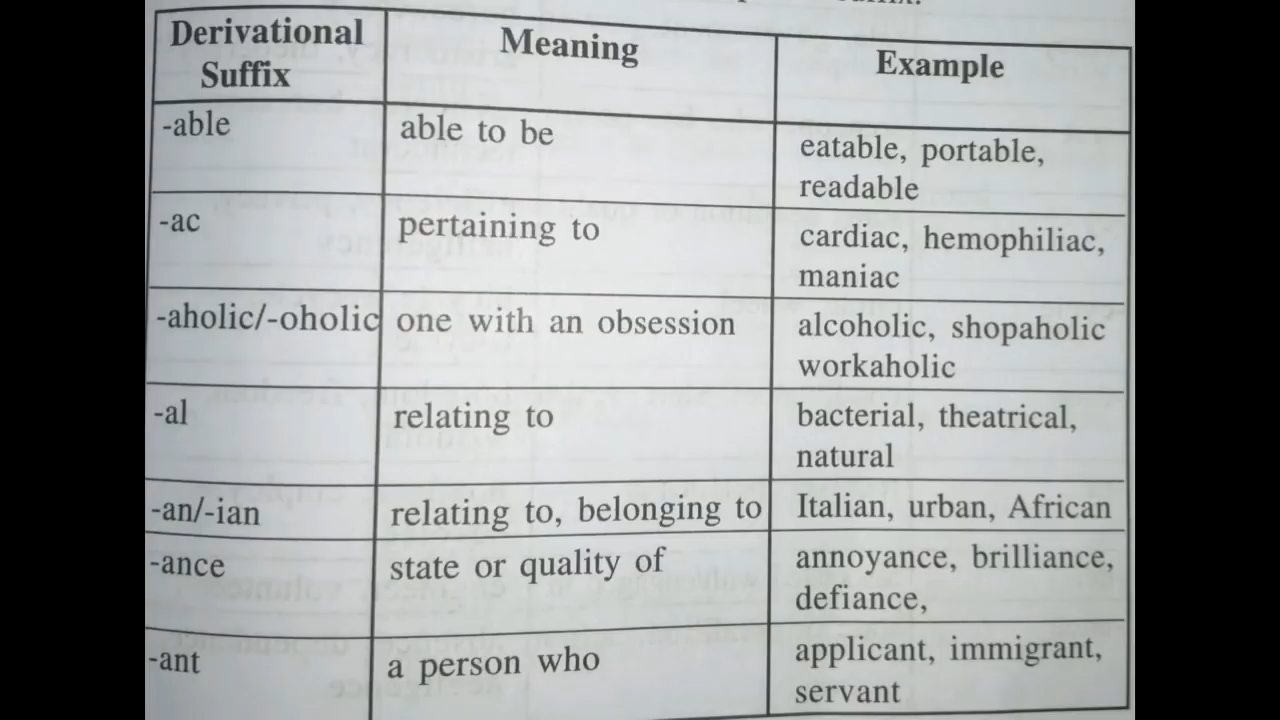 Derivational Suffix Meaning Example
-able able to be eatable, portable,
readable
-ac pertaining to cardiac, hemophiliac,
maniac
-aholic/-oholic one with an obsession alcoholic, shopaholic
workaholic
-al relating to bacterial, theatrical,
natural
-an/-ian relating to, belonging to Italian, urban, African
-ance state or quality of annoyance, brilliance,
defiance,
-ant a person who applicant, immigrant,
servant